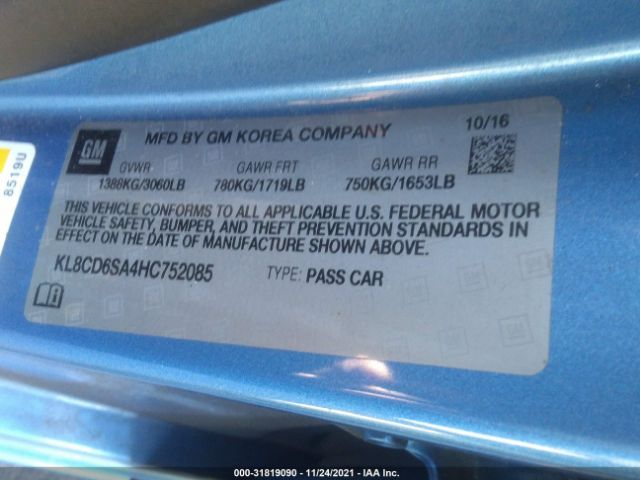 GM
MFD BY GM KOREA COMPANY
10/16
GVWR GAWR FRT GAWR RR
1386KG/3060LB 780KG/1719LB 750KG/1653LB
THIS VEHICLE CONFORMS TO ALL APPLICABLE U.S. FEDERAL MOTOR
VEHICLE SAFETY, BUMPER, AND THEFT PREVENTION STANDARDS IN
EFFECT ON THE DATE OF MANUFACTURE SHOWN ABOVE.
KL8CD6SA4HC752085 TYPE: PASS CAR
8519U
000-31819090 - 11/24/2021 - IAA Inc.